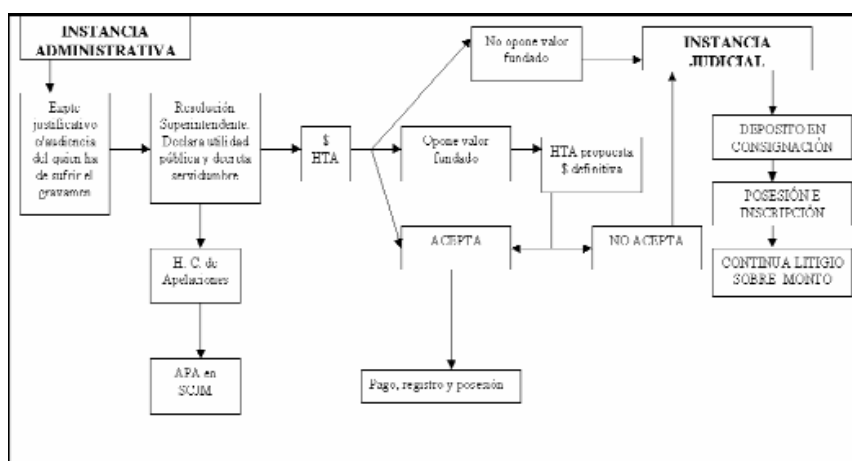 INSTANCIA
ADMINISTRATIVA
Expte
justificativo
c/audiencia
del quien ha
de sufrir el
gravamen
Resolución
Superintendente.
Declara utilidad
pública y decreta
servidumbre
$
HTA
No opone valor
fundado
Opone valor
fundado
HTA propuesta
$ definitiva
ACEPTA
NO ACEPTA
INSTANCIA
JUDICIAL
DEPOSITO EN
CONSIGNACIÓN
POSESIÓN E
INSCRIPCIÓN
CONTINUA LITIGIO
SOBRE MONTO
H. C. de
Apelaciones
APA en
SCJM
Pago, registro y posesión